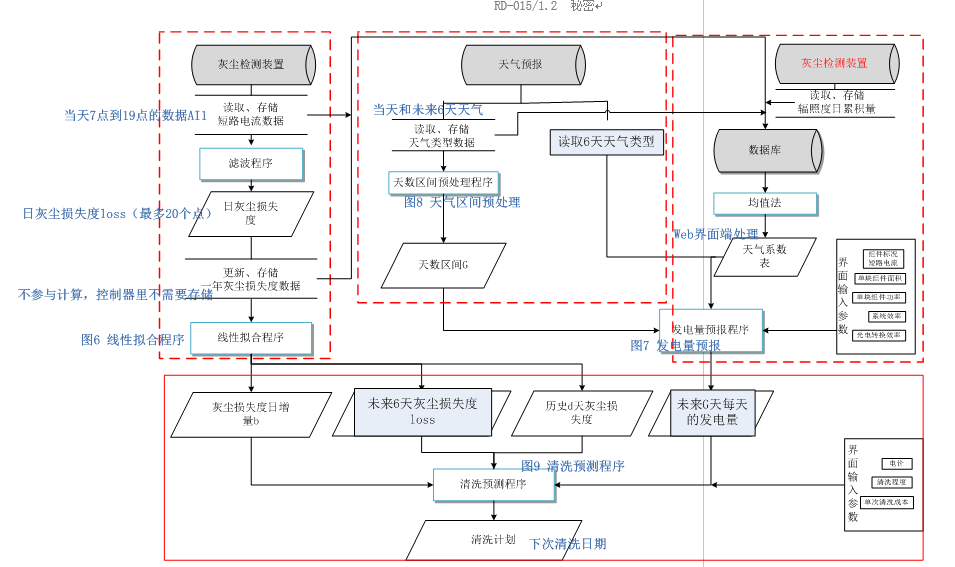 RD-015/1.2 秘密
灰尘检测装置
当天7点到19点的数据AI1
读取、存储
短路电流数据
滤波程序
日灰尘损失度loss（最多20个点）
日灰尘损失
度
更新、存储
一年灰尘损失度数据
不参与计算，控制器里不需要存储
线性拟合程序
图6 线性拟合程序
天气预报
当天和未来6天天气
读取、存储
天气类型数据
读取6天天气类型
天数区间预处理程序
图8 天气区间预处理
天数区间G
灰尘检测装置
读取、存储
辐照度日累积量
数据库
均值法
Web界面端处理
天气系数
表
发电量预报程序
图7 发电量预报
界面输入参数
组件标况
短路电流
单块组件面积
单块组件功率
系统效率
光电转换效率
灰尘损失度日增
量b
未来6天灰尘损失度
loss
历史d天灰尘损
失度
未来G天每天
的发电量
图9 清洗预测程序
清洗预测程序
界面输入参数
电价
清洗程度
单次清洗成本
清洗计划
下次清洗日期